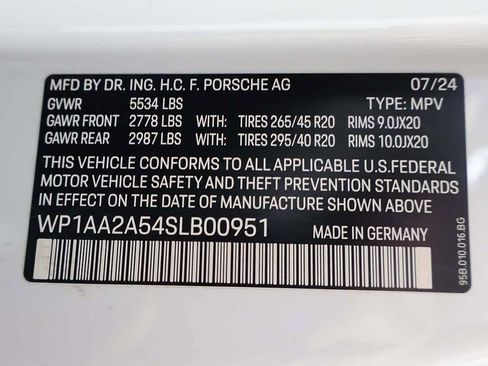 MFD BY DR. ING. H.C. F. PORSCHE AG 07/24
GVWR 5534 LBS TYPE: MPV
GAWR FRONT 2778 LBS WITH: TIRES 265/45 R20 RIMS 9.0JX20
GAWR REAR 2987 LBS WITH: TIRES 295/40 R20 RIMS 10.0JX20
THIS VEHICLE CONFORMS TO ALL APPLICABLE U.S.FEDERAL
MOTOR VEHICLE SAFETY AND THEFT PREVENTION STANDARDS
IN EFFECT ON THE DATE OF MANUFACTURE SHOWN ABOVE
WP1AA2A54SLB00951 MADE IN GERMANY
95B.010.016.BG